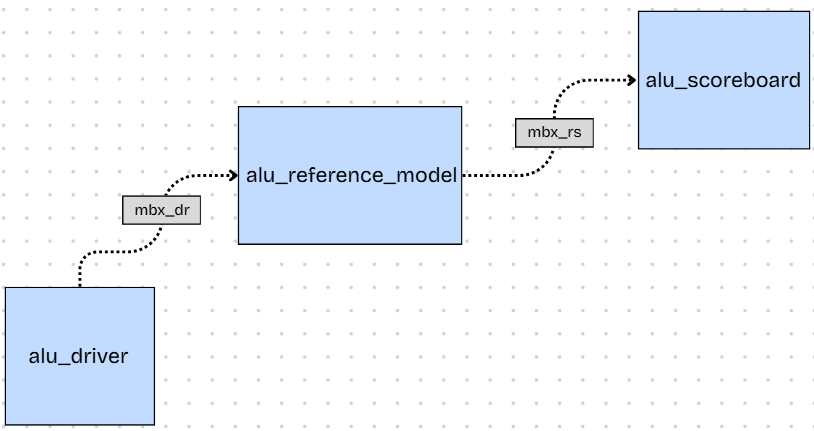 alu_scoreboard
mbx_rs
alu_reference_model
mbx_dr
alu_driver